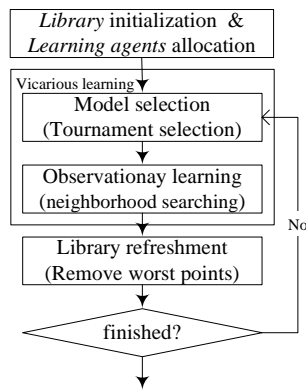 Library initialization &
Learning agents allocation
Vicarious learning
Model selection
(Tournament selection)
Observationay learning
(neighborhood searching)
No
Library refreshment
(Remove worst points)
finished?